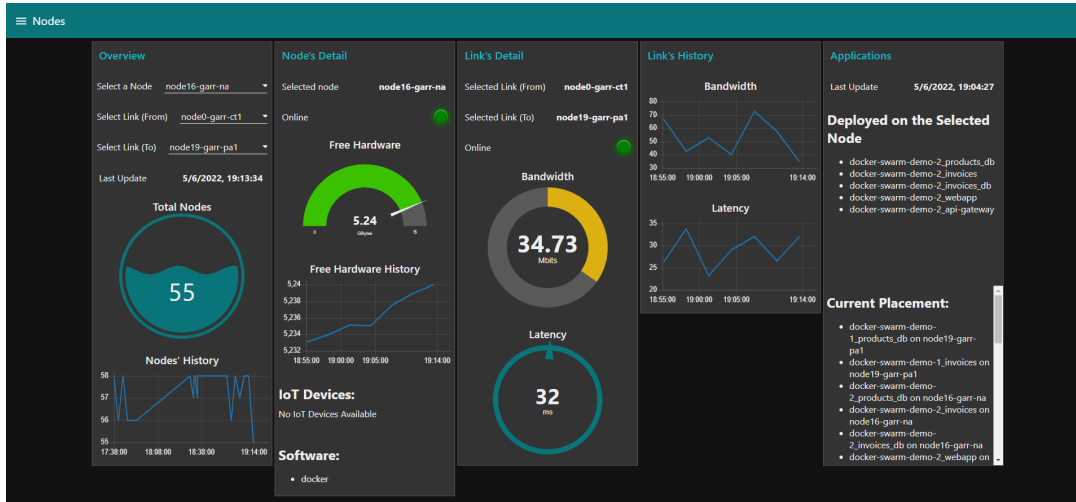 Nodes
Overview
Select a Node node16-garr-na
Select Link (From) node0-garr-ct1
Select Link (To) node19-garr-pa1
Last Update 5/6/2022, 19:13:34
Total Nodes
55
Nodes' History
58
57
56
55
17:38:00 18:08:00 18:38:00 19:14:00
Node's Detail
Selected node node16-garr-na
Online
Free Hardware
5.24
0 GBytes 6
Free Hardware History
5,24
5,238
5,236
5,234
5,232
18:55:00 19:00:00 19:05:00 19:14:00
IoT Devices:
No IoT Devices Available
Software:
docker
Link's Detail
Selected Link (From) node0-garr-ct1
Selected Link (To) node19-garr-pa1
Online
Bandwidth
34.73
Mbits
Latency
32
ms
Link's History
Bandwidth
80
70
60
50
40
30
18:55:00 19:00:00 19:05:00 19:14:00
Latency
35
30
25
20
18:55:00 19:00:00 19:05:00 19:14:00
Applications
Last Update 5/6/2022, 19:04:27
Deployed on the Selected
Node
docker-swarm-demo-2_products_db
docker-swarm-demo-2_invoices
docker-swarm-demo-2_invoices_db
docker-swarm-demo-2_webapp
docker-swarm-demo-2_api-gateway
Current Placement:
docker-swarm-demo-
1_products_db on node19-garr-
pa1
docker-swarm-demo-1_invoices on
node19-garr-pa1
docker-swarm-demo-
2_products_db on node16-garr-na
docker-swarm-demo-2_invoices on
node16-garr-na
docker-swarm-demo-
2_invoices_db on node16-garr-na
docker-swarm-demo-2_webapp on